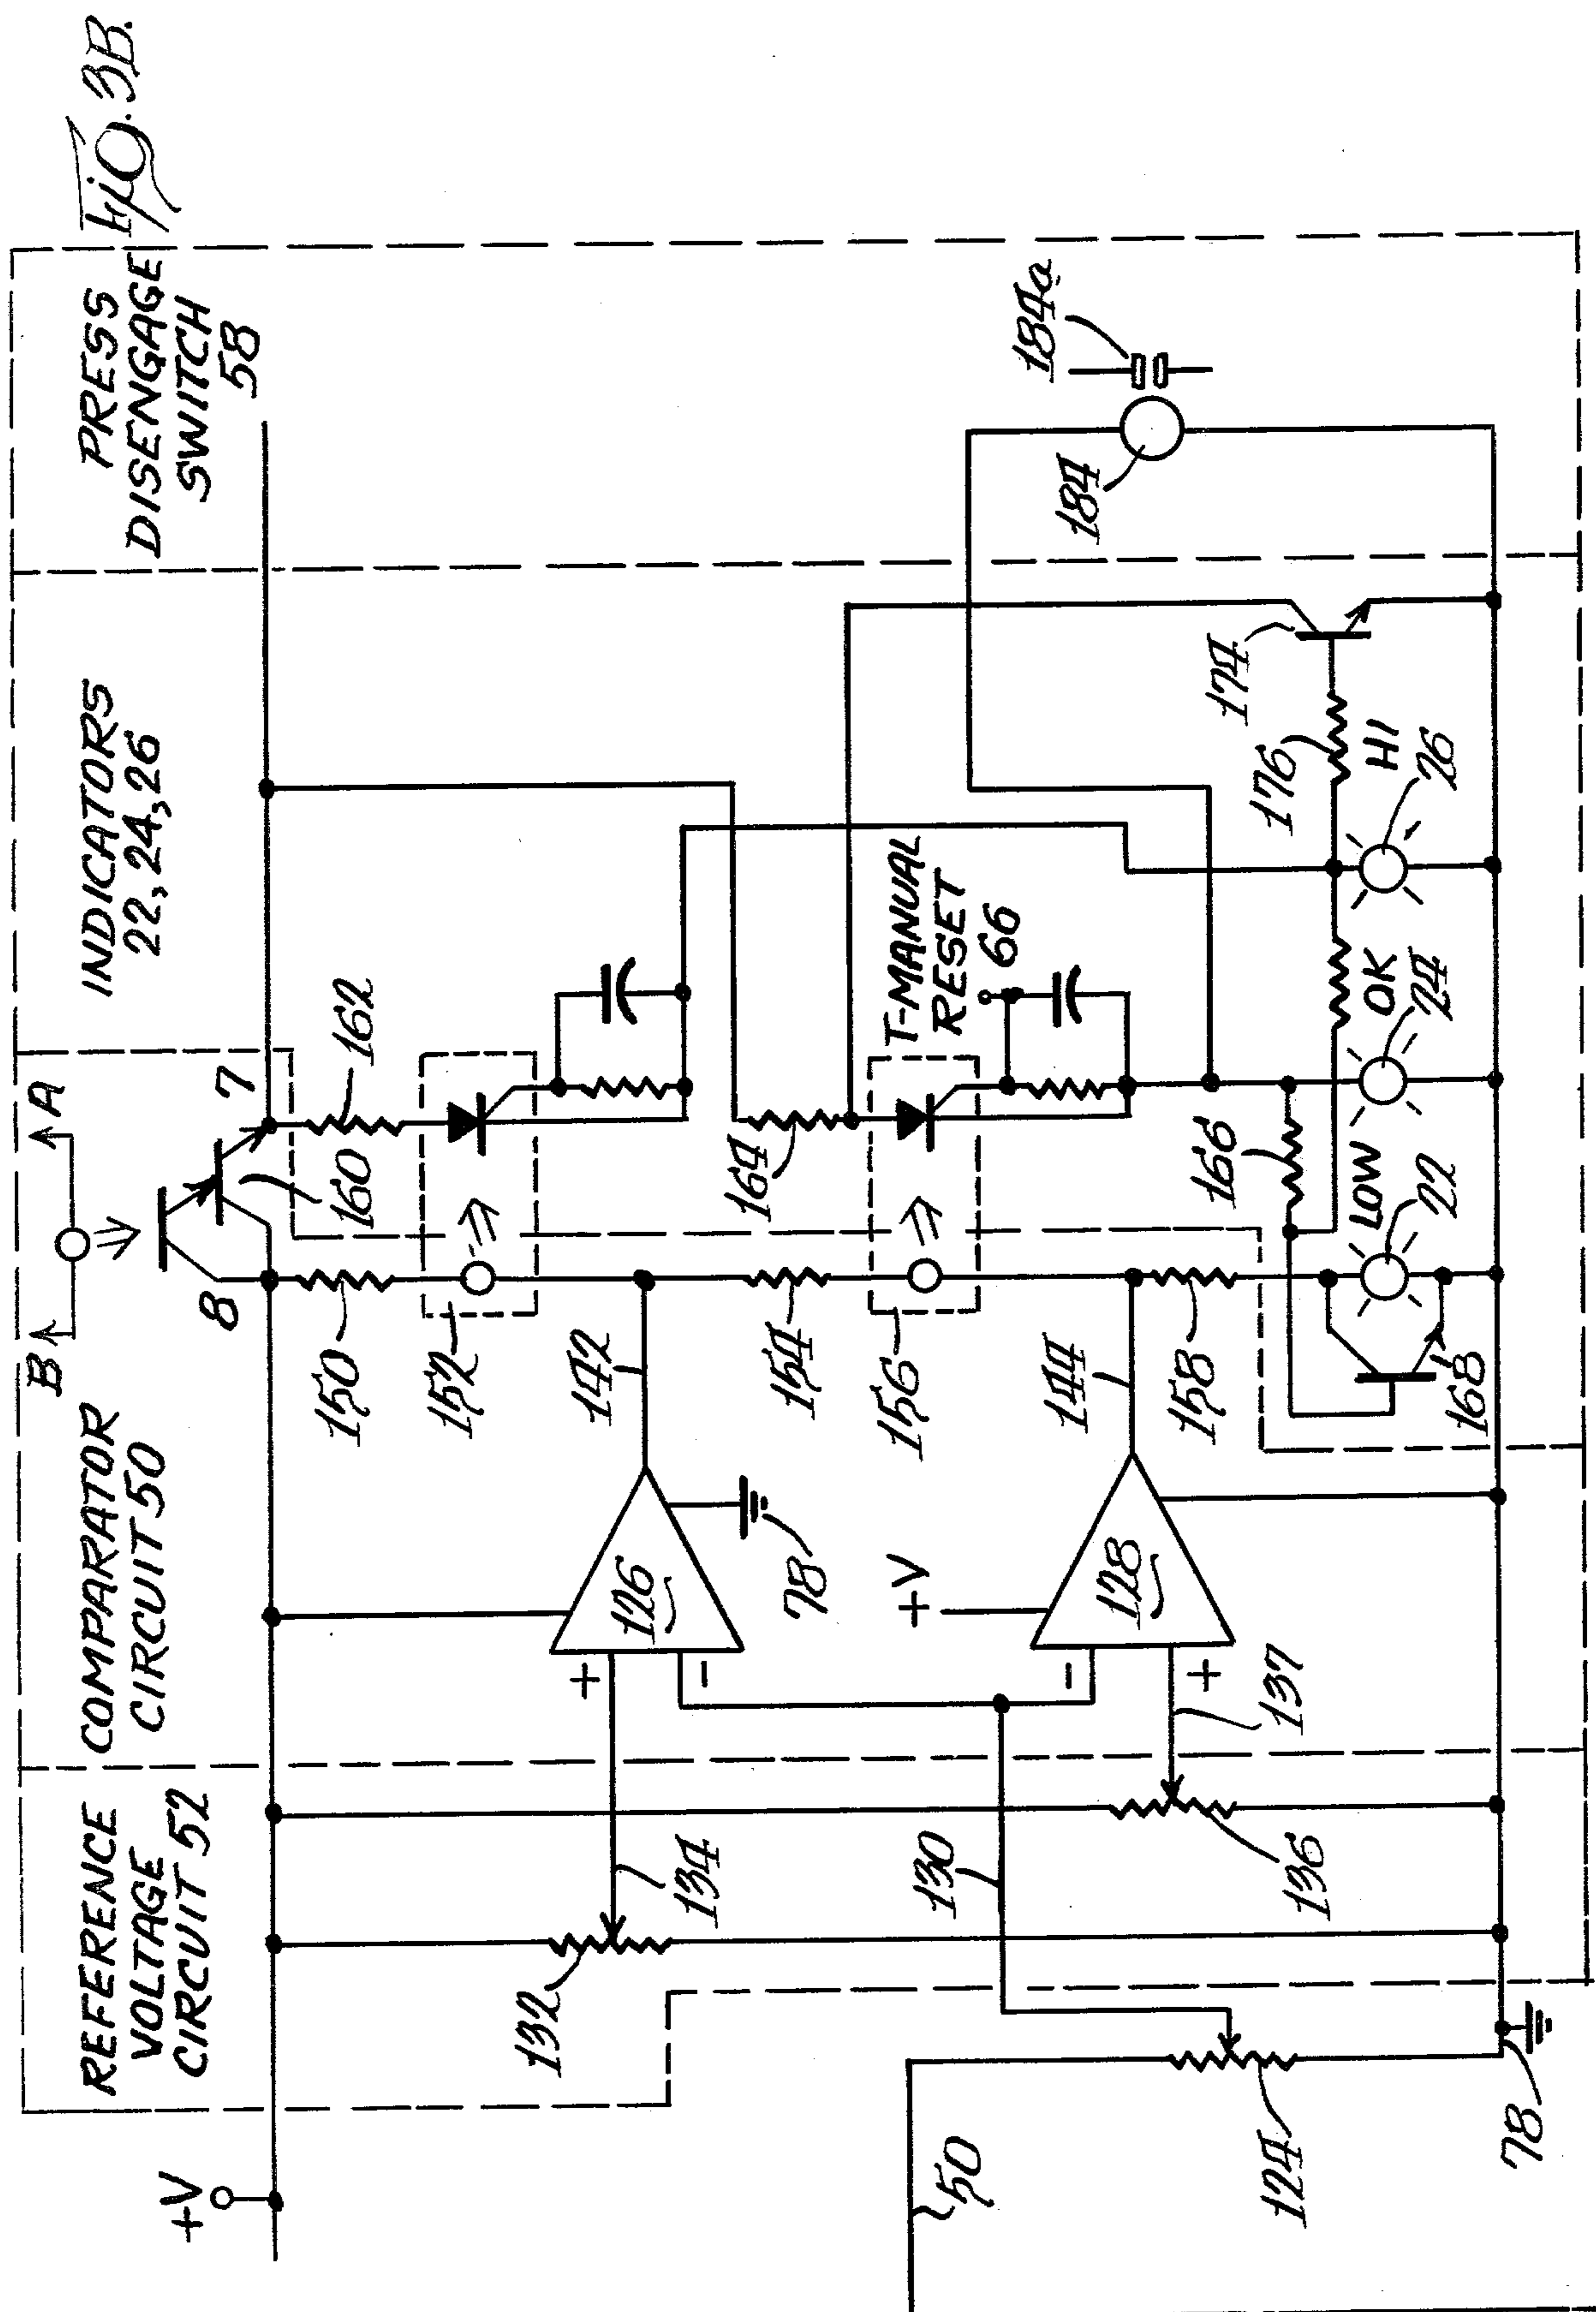 Fig. 3B.
REFERENCE
VOLTAGE
CIRCUIT 52
COMPARATOR
CIRCUIT 50
INDICATORS
22, 24, 26
PRESS
DISENGAGE
SWITCH
58
B
A
8
7
+V
160
162
150
152
142
154
156
144
158
164
T-MANUAL
RESET
66
126
+
-
78
+V
128
-
+
137
134
132
130
136
50
124
78
166
168
LOW
22
OK
24
HI
26
176
174
184
184a